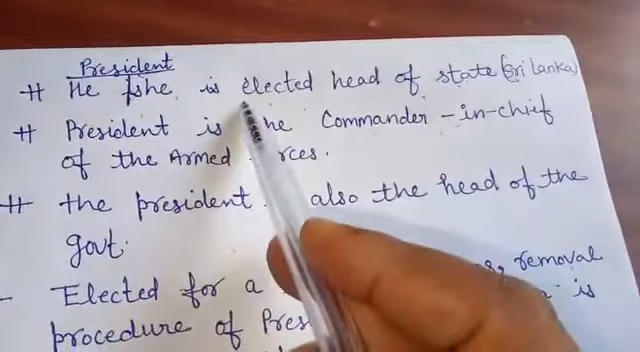 President
# He /she is elected head of state (Sri Lanka)
# President is the Commander-in-chief
of the Armed rces.
# the president also the head of the
govt.
- Elected for a removal
procedure of Pres is